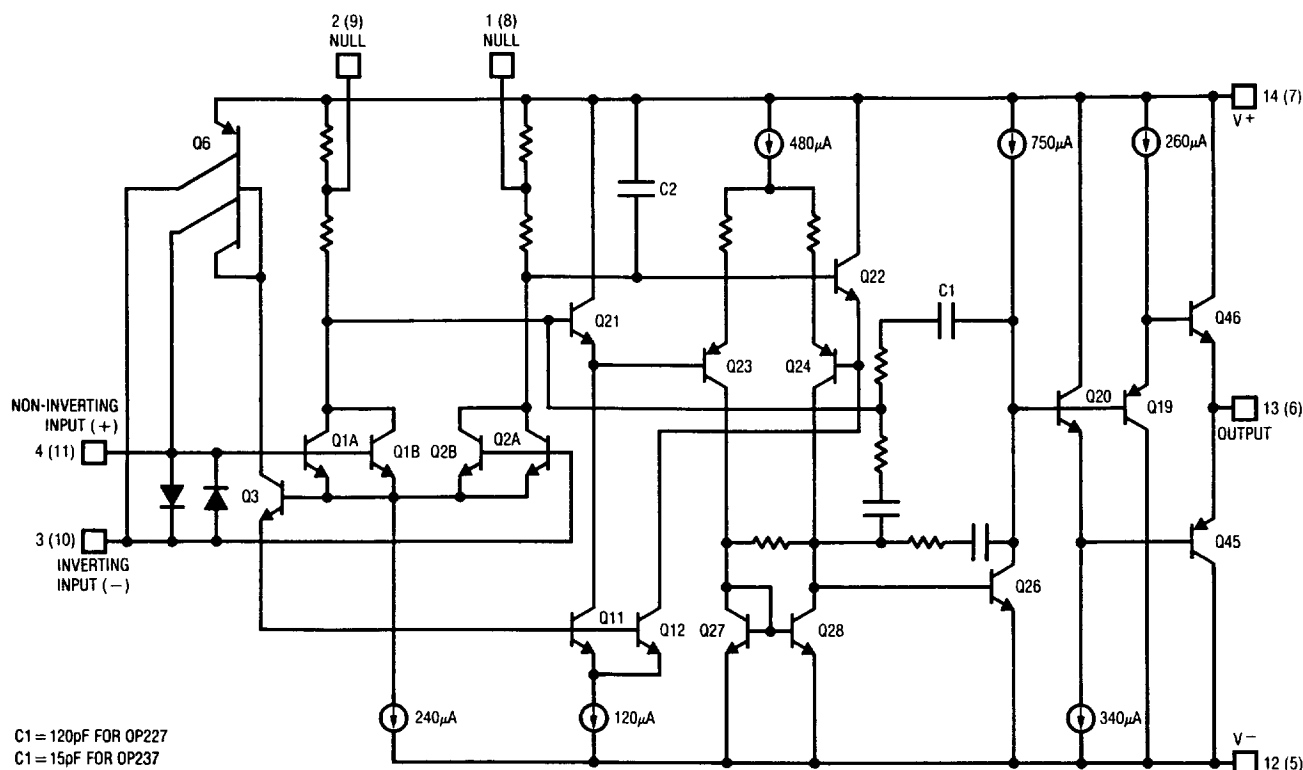 2 (9)
NULL
1 (8)
NULL
14 (7)
V+
Q6
480μA
750μA
260μA
C2
Q22
C1
Q21
Q46
Q23
Q24
NON-INVERTING
INPUT (+)
4 (11)
Q1A
Q1B
Q2B
Q2A
Q20
Q19
13 (6)
OUTPUT
Q3
3 (10)
INVERTING
INPUT (−)
Q45
Q26
Q11
Q12
Q27
Q28
240μA
120μA
340μA
V−
12 (5)
C1 = 120pF FOR OP227
C1 = 15pF FOR OP237